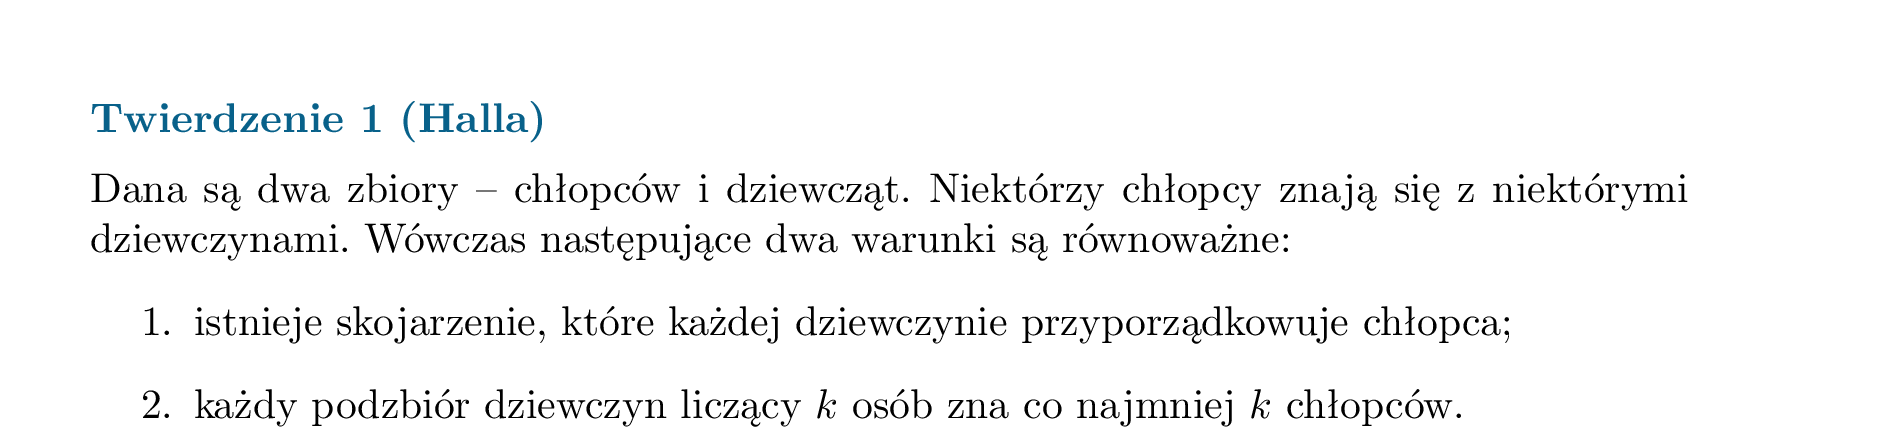 Twierdzenie 1 (Halla)
Dana są dwa zbiory – chłopców i dziewcząt. Niektórzy chłopcy znają się z niektórymi
dziewczynami. Wówczas następujące dwa warunki są równoważne:
1. istnieje skojarzenie, które każdej dziewczynie przyporządkowuje chłopca;
2. każdy podzbiór dziewczyn liczący k osób zna co najmniej k chłopców.